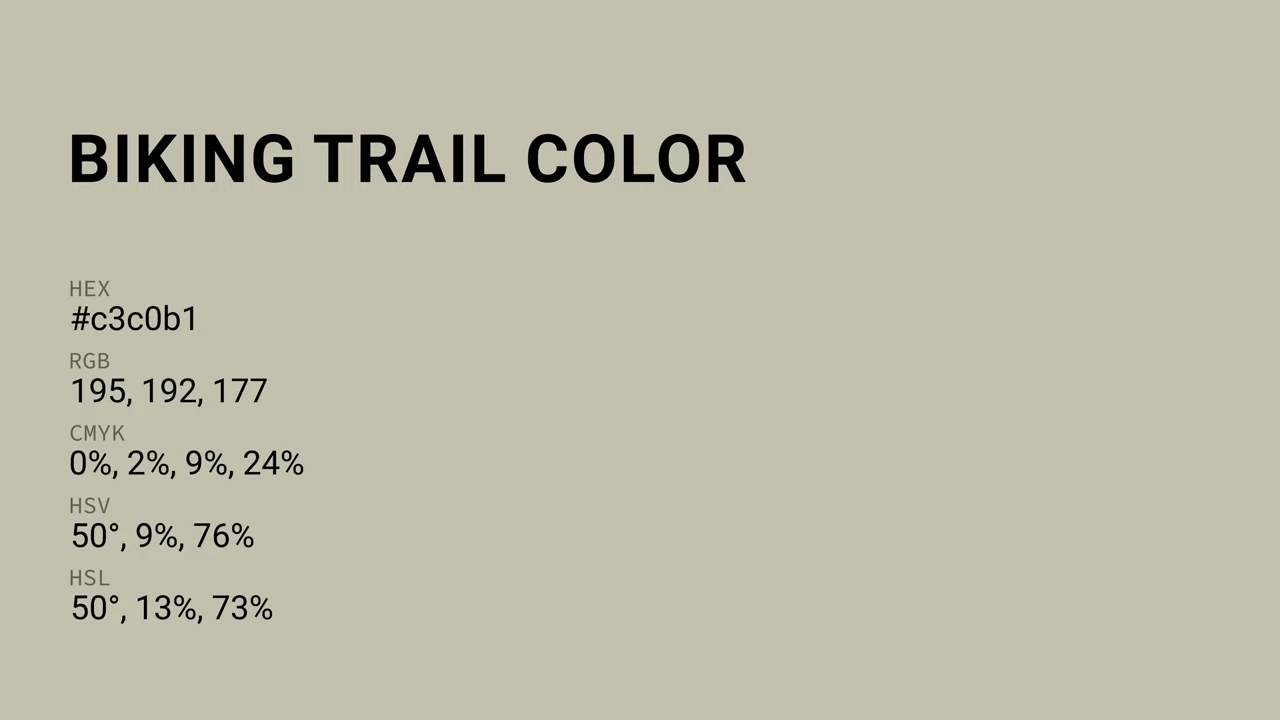 BIKING TRAIL COLOR
HEX
#c3c0b1
RGB
195, 192, 177
CMYK
0%, 2%, 9%, 24%
HSV
50°, 9%, 76%
HSL
50°, 13%, 73%